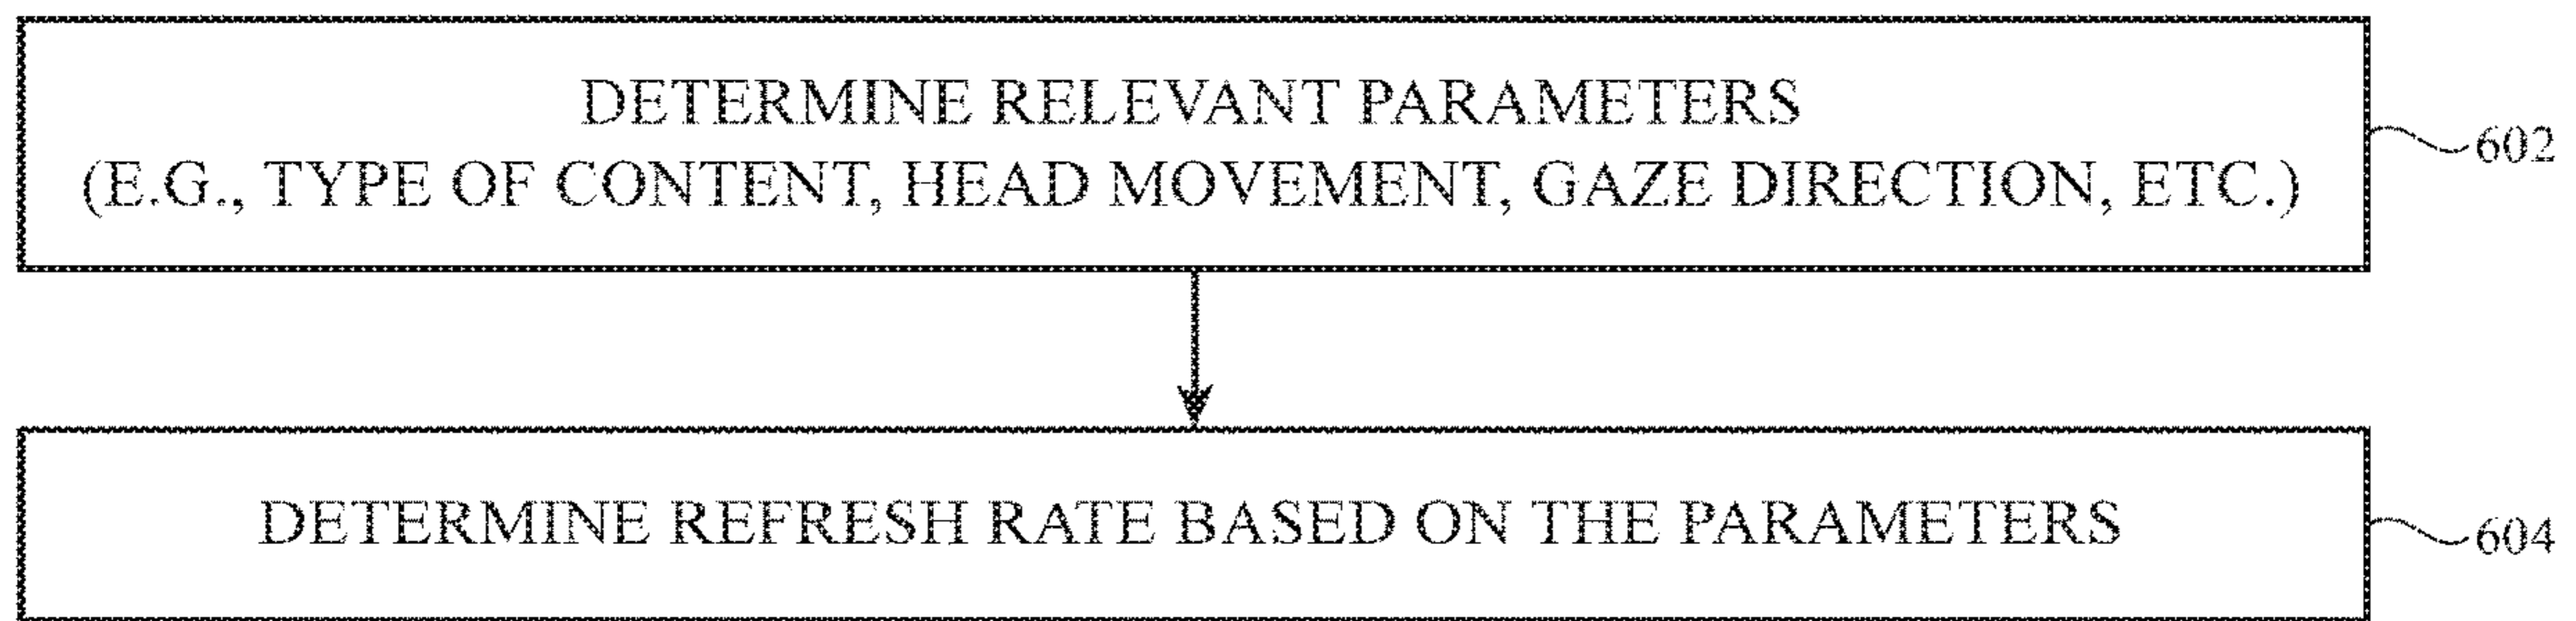 DETERMINE RELEVANT PARAMETERS
(E.G., TYPE OF CONTENT, HEAD MOVEMENT, GAZE DIRECTION, ETC.)
602
DETERMINE REFRESH RATE BASED ON THE PARAMETERS
604